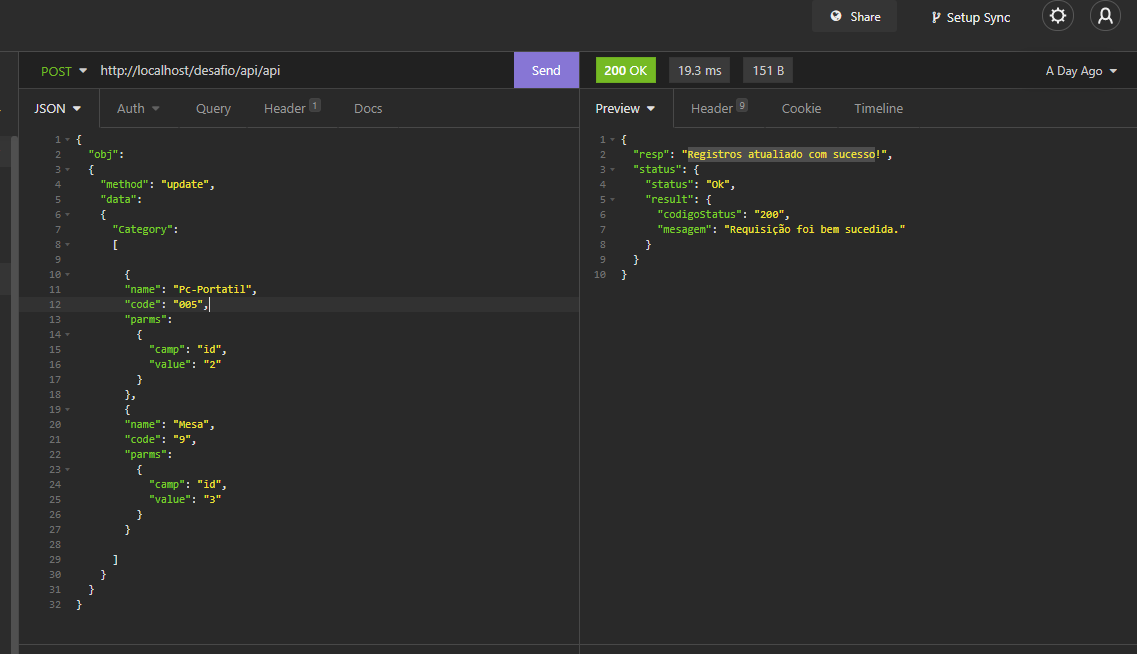 Share
Setup Sync
POST http://localhost/desafio/api/api Send
200 OK 19.3 ms 151 B A Day Ago
JSON Auth Query Header 1 Docs
Preview Header 9 Cookie Timeline
1 {
2 "obj":
3 {
4 "method": "update",
5 "data":
6 {
7 "Category":
8 [
9
10 {
11 "name": "Pc-Portatil",
12 "code": "005",
13 "parms":
14 {
15 "camp": "id",
16 "value": "2"
17 }
18 },
19 {
20 "name": "Mesa",
21 "code": "9",
22 "parms":
23 {
24 "camp": "id",
25 "value": "3"
26 }
27 }
28
29 ]
30 }
31 }
32 }
1 {
2 "resp": "Registros atualiado com sucesso!",
3 "status": {
4 "status": "Ok",
5 "result": {
6 "codigoStatus": "200",
7 "mesagem": "Requisição foi bem sucedida."
8 }
9 }
10 }